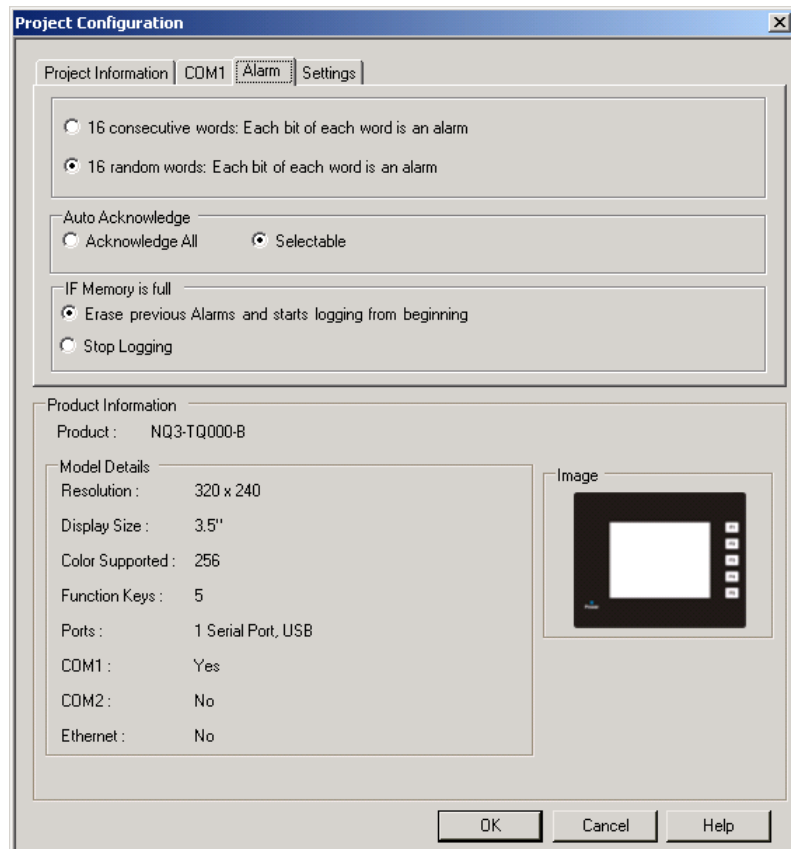 Project Configuration
Project Information COM1 Alarm Settings
16 consecutive words: Each bit of each word is an alarm
16 random words: Each bit of each word is an alarm
Auto Acknowledge
Acknowledge All Selectable
IF Memory is full
Erase previous Alarms and starts logging from beginning
Stop Logging
Product Information
Product : NQ3-TQ000-B
Model Details
Resolution : 320 x 240
Display Size : 3.5''
Color Supported : 256
Function Keys : 5
Ports : 1 Serial Port, USB
COM1 : Yes
COM2 : No
Ethernet : No
Image
Power
OK Cancel Help